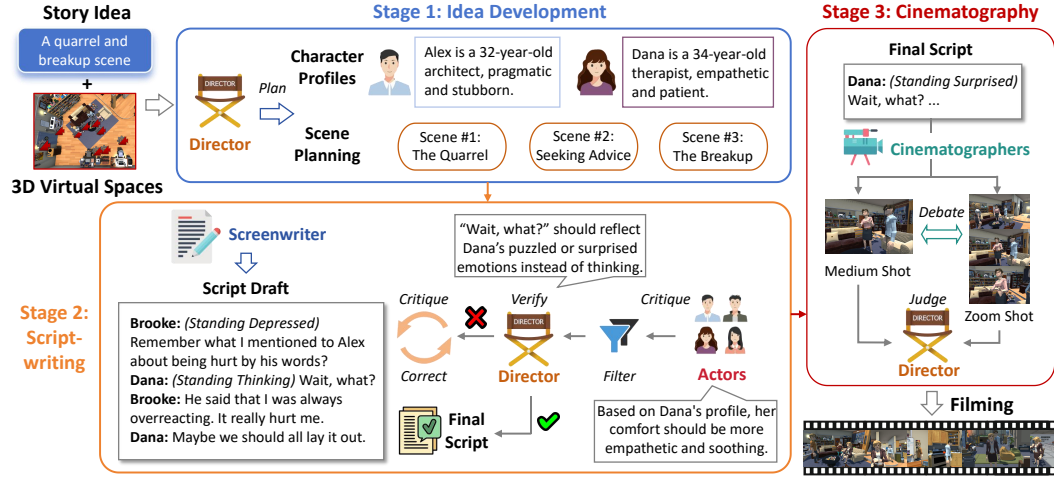 Story Idea
A quarrel and
breakup scene
+
3D Virtual Spaces
Stage 1: Idea Development
DIRECTOR
Director
Plan
Character
Profiles
Alex is a 32-year-old
architect, pragmatic
and stubborn.
Dana is a 34-year-old
therapist, empathetic
and patient.
Scene
Planning
Scene #1:
The Quarrel
Scene #2:
Seeking Advice
Scene #3:
The Breakup
Stage 2:
Script-
writing
Screenwriter
Script Draft
Brooke: (Standing Depressed)
Remember what I mentioned to Alex
about being hurt by his words?
Dana: (Standing Thinking) Wait, what?
Brooke: He said that I was always
overreacting. It really hurt me.
Dana: Maybe we should all lay it out.
"Wait, what?" should reflect
Dana's puzzled or surprised
emotions instead of thinking.
Critique
Correct
Verify
DIRECTOR
Director
Filter
Critique
Actors
Based on Dana's profile, her
comfort should be more
empathetic and soothing.
Final
Script
Stage 3: Cinematography
Final Script
Dana: (Standing Surprised)
Wait, what? ...
Cinematographers
Debate
Medium Shot
Zoom Shot
Judge
DIRECTOR
Director
Filming